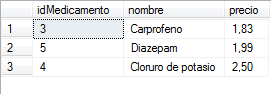 idMedicamento nombre precio
1 3 Carprofeno 1,83
2 5 Diazepam 1,99
3 4 Cloruro de potasio 2,50